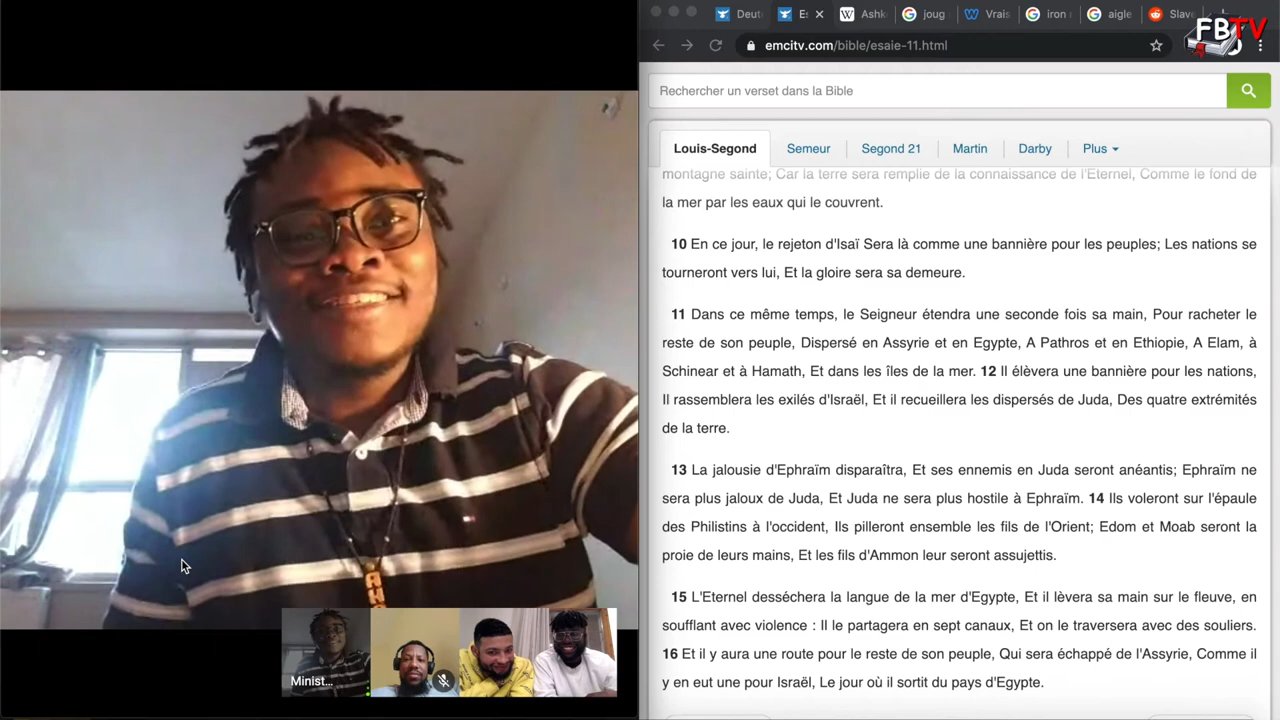 Deut
Es
Ashk
joug
Vrais
iron
aigle
Slave
FBTV
emcitv.com/bible/esaie-11.html
Rechercher un verset dans la Bible
Louis-Segond
Semeur
Segond 21
Martin
Darby
Plus
montagne sainte; Car la terre sera remplie de la connaissance de l'Eternel, Comme le fond de
la mer par les eaux qui le couvrent.
10 En ce jour, le rejeton d'Isaï Sera là comme une bannière pour les peuples; Les nations se
tourneront vers lui, Et la gloire sera sa demeure.
11 Dans ce même temps, le Seigneur étendra une seconde fois sa main, Pour racheter le
reste de son peuple, Dispersé en Assyrie et en Egypte, A Pathros et en Ethiopie, A Elam, à
Schinear et à Hamath, Et dans les îles de la mer. 12 Il élèvera une bannière pour les nations,
Il rassemblera les exilés d'Israël, Et il recueillera les dispersés de Juda, Des quatre extrémités
de la terre.
13 La jalousie d'Ephraïm disparaîtra, Et ses ennemis en Juda seront anéantis; Ephraïm ne
sera plus jaloux de Juda, Et Juda ne sera plus hostile à Ephraïm. 14 Ils voleront sur l'épaule
des Philistins à l'occident, Ils pilleront ensemble les fils de l'Orient; Edom et Moab seront la
proie de leurs mains, Et les fils d'Ammon leur seront assujettis.
15 L'Eternel desséchera la langue de la mer d'Egypte, Et il lèvera sa main sur le fleuve, en
soufflant avec violence : Il le partagera en sept canaux, Et on le traversera avec des souliers.
16 Et il y aura une route pour le reste de son peuple, Qui sera échappé de l'Assyrie, Comme il
y en eut une pour Israël, Le jour où il sortit du pays d'Egypte.
Minist...